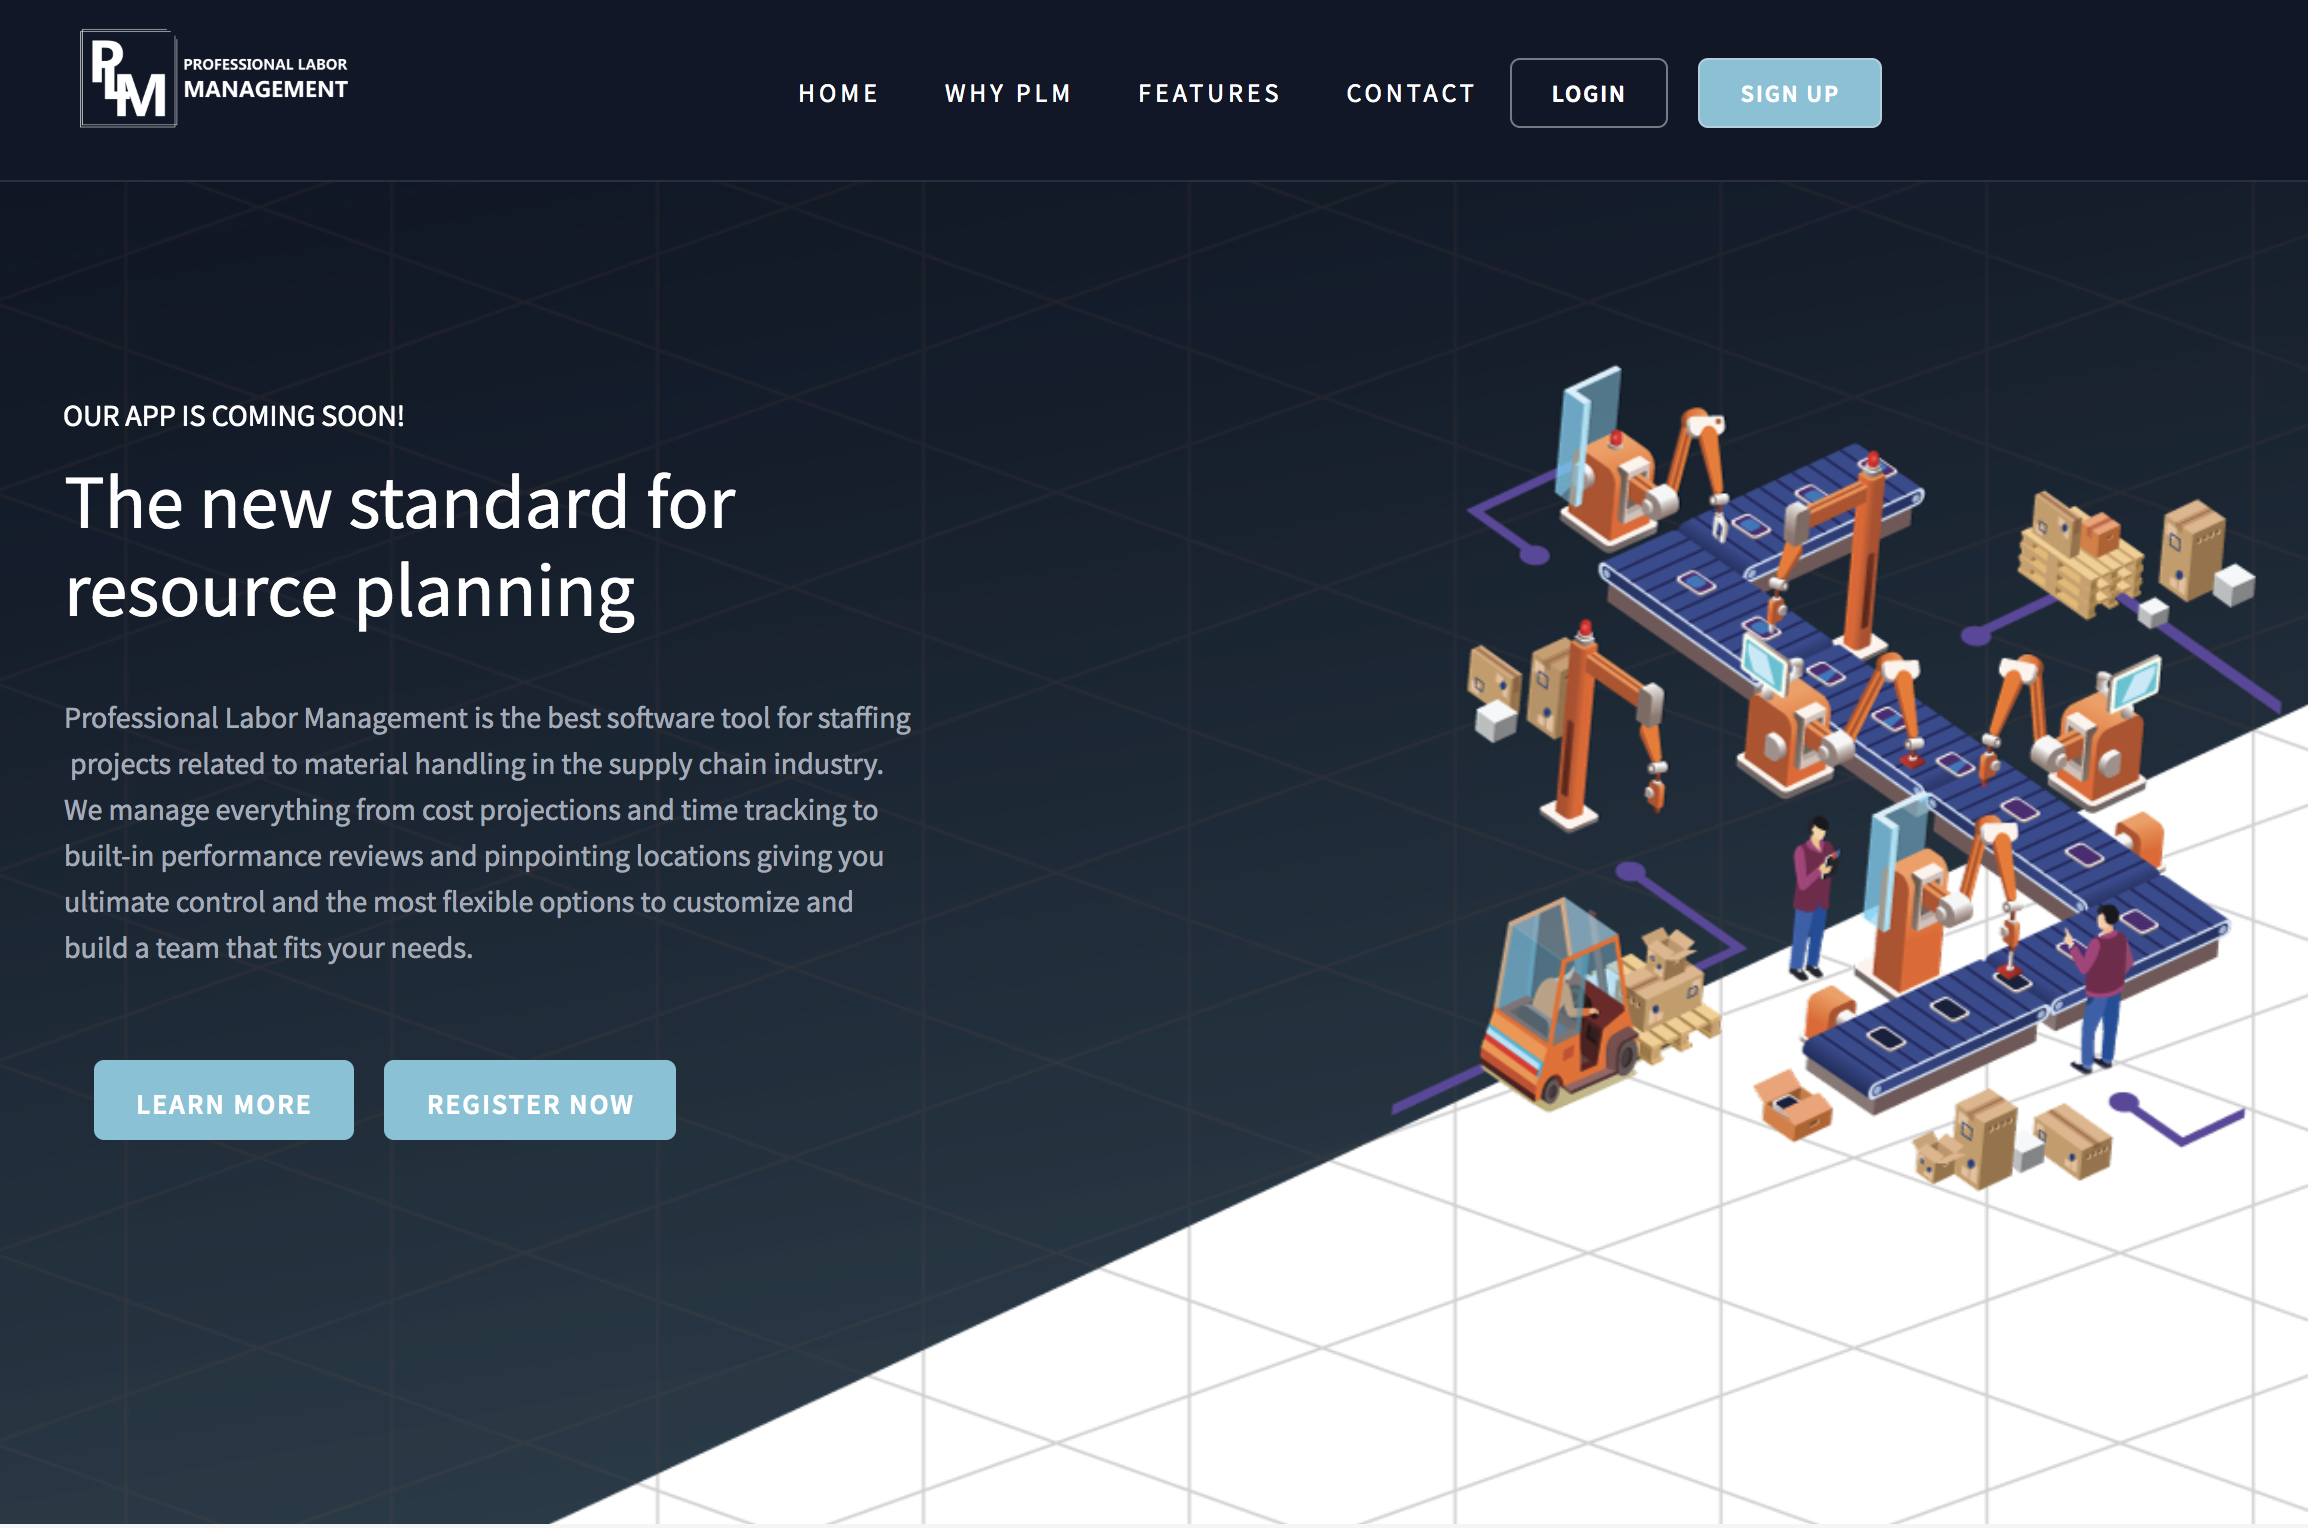 PLM
PROFESSIONAL LABOR
MANAGEMENT
HOME WHY PLM FEATURES CONTACT LOGIN SIGN UP
OUR APP IS COMING SOON!
The new standard for
resource planning
Professional Labor Management is the best software tool for staffing
projects related to material handling in the supply chain industry.
We manage everything from cost projections and time tracking to
built-in performance reviews and pinpointing locations giving you
ultimate control and the most flexible options to customize and
build a team that fits your needs.
LEARN MORE REGISTER NOW